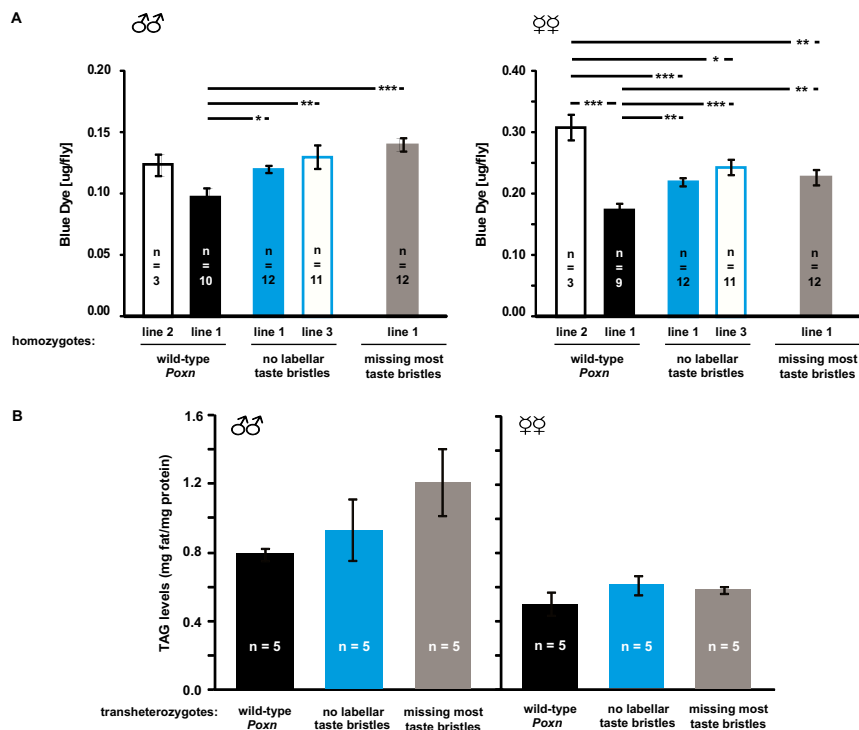 A
♂♂
Blue Dye [ug/fly]
0.20
0.15
0.10
0.05
0.00
***
**
*
n = 3
n = 10
n = 12
n = 11
n = 12
☿☿
Blue Dye [ug/fly]
0.40
0.30
0.20
0.20
0.00
**
*
***
**
*** ***
**
n = 3
n = 9
n = 12
n = 11
n = 12
homozygotes:
line 2 line 1 line 1 line 3 line 1
wild-type no labellar missing most
Poxn taste bristles taste bristles
line 2 line 1 line 1 line 3 line 1
wild-type no labellar missing most
Poxn taste bristles taste bristles
B
♂♂
☿☿
TAG levels (mg fat/mg protein)
1.6
1.2
0.8
0.4
0.0
n = 5 n = 5 n = 5 n = 5 n = 5 n = 5
transheterozygotes:
wild-type no labellar missing most
Poxn taste bristles taste bristles
wild-type no labellar missing most
Poxn taste bristles taste bristles